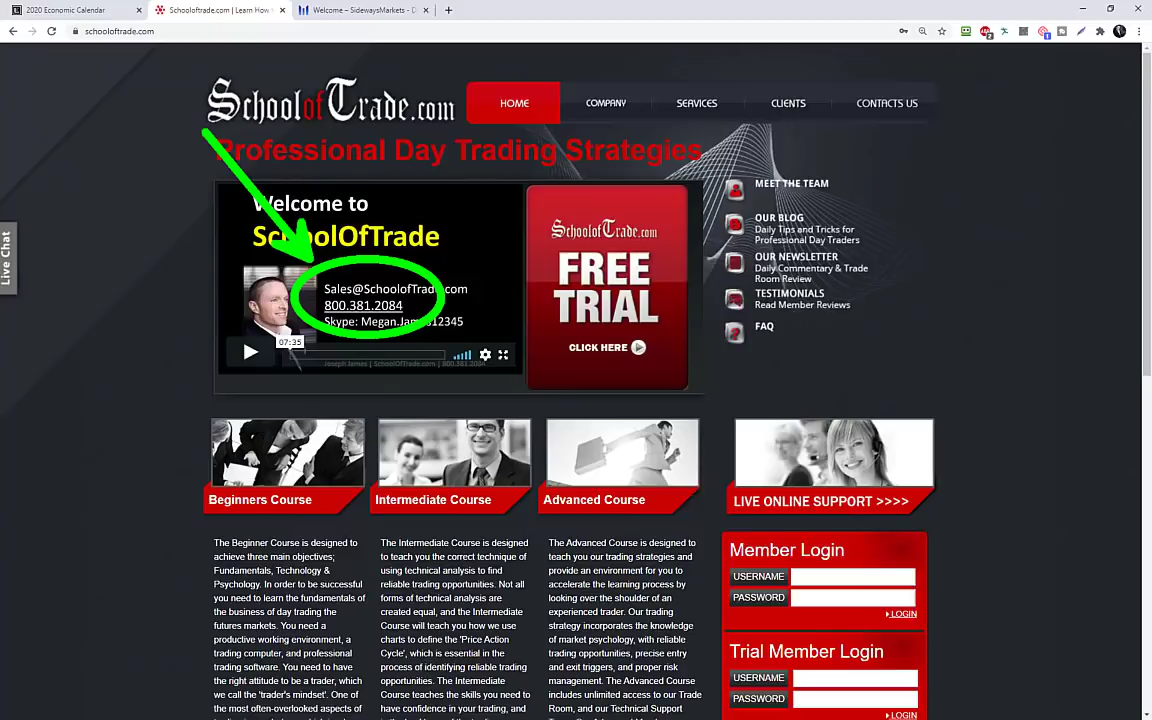 2020 Economic Calendar
Schooloftrade.com | Learn How
Welcome – SidewaysMarkets - D
schooloftrade.com
SchoolofTrade.com
HOME
COMPANY
SERVICES
CLIENTS
CONTACTS US
Professional Day Trading Strategies
Live Chat
Welcome to
SchoolOfTrade
Sales@SchoolofTrade.com
800.381.2084
Skype: Megan.James12345
07:35
Joseph James | SchoolOfTrade.com | 800.381.2084
SchoolofTrade.com
FREE
TRIAL
CLICK HERE
MEET THE TEAM
OUR BLOG
Daily Tips and Tricks for
Professional Day Traders
OUR NEWSLETTER
Daily Commentary & Trade
Room Review
TESTIMONIALS
Read Member Reviews
FAQ
Beginners Course
The Beginner Course is designed to
achieve three main objectives;
Fundamentals, Technology &
Psychology. In order to be successful
you need to learn the fundamentals of
the business of day trading the
futures markets. You need a
productive working environment, a
trading computer, and professional
trading software. You need to have
the right attitude to be a trader, which
we call the 'trader's mindset'. One of
the most often-overlooked aspects of
Intermediate Course
The Intermediate Course is designed
to teach you the correct technique of
using technical analysis to find
reliable trading opportunities. Not all
forms of technical analysis are
created equal, and the Intermediate
Course will teach you how we use
charts to define the 'Price Action
Cycle', which is essential in the
process of identifying reliable trading
opportunities. The Intermediate
Course teaches the skills you need to
have confidence in your trading, and
Advanced Course
The Advanced Course is designed to
teach you our trading strategies and
provide an environment for you to
accelerate the learning process by
looking over the shoulder of an
experienced trader. Our trading
strategy incorporates the knowledge
of market psychology, with reliable
trading opportunities, precise entry
and exit triggers, and proper risk
management. The Advanced Course
includes unlimited access to our Trade
Room, and our Technical Support
LIVE ONLINE SUPPORT >>>>
Member Login
USERNAME
PASSWORD
LOGIN
Trial Member Login
USERNAME
PASSWORD
LOGIN